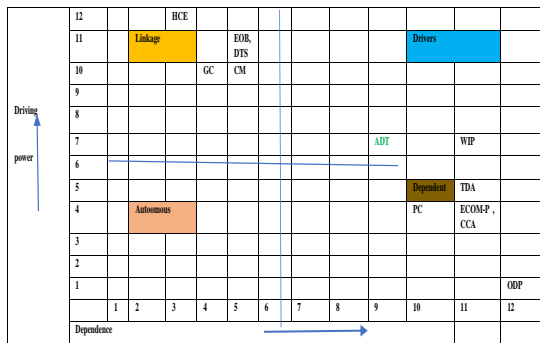 12 HCE
11 Linkage EOB, Drivers
DTS
10 GC CM
9
Driving
8
7 ADT WIP
power
6
5 Dependent TDA
4 Autoomous PC ECOM-P ,
CCA
3
2
1 ODP
1 2 3 4 5 6 7 8 9 10 11 12
Dependence